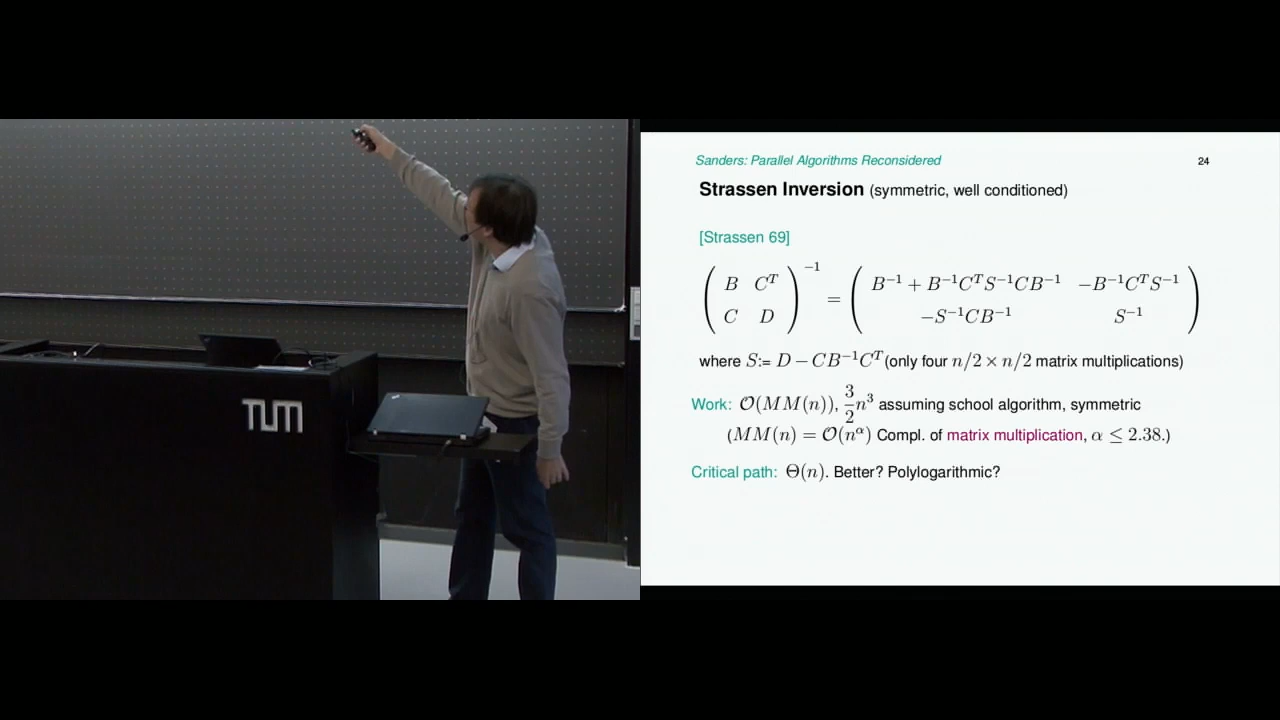 TUM
Sanders: Parallel Algorithms Reconsidered 24
Strassen Inversion (symmetric, well conditioned)
[Strassen 69]
( B C^T ; C D )^{-1} = ( B^{-1} + B^{-1}C^T S^{-1}CB^{-1} −B^{-1}C^T S^{-1} ; −S^{-1}CB^{-1} S^{-1} )
where S:= D − CB^{-1}C^T (only four n/2 × n/2 matrix multiplications)
Work: O(MM(n)), 3/2 n^3 assuming school algorithm, symmetric
(MM(n) = O(n^α) Compl. of matrix multiplication, α ≤ 2.38.)
Critical path: Θ(n). Better? Polylogarithmic?